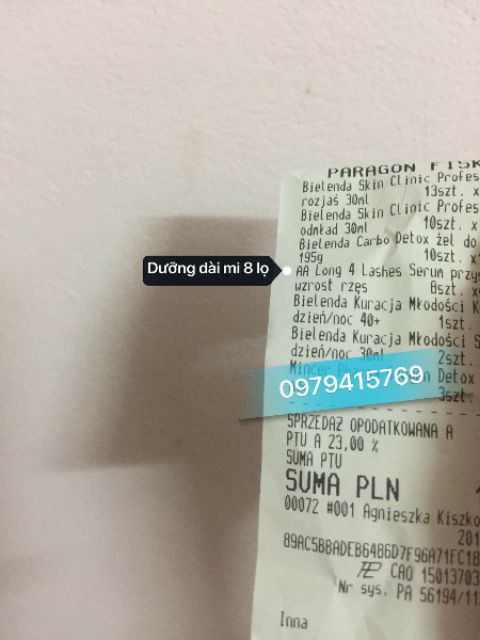 PARAGON FISK
Bielenda Skin Clinic Profes
rozjaś 30ml 13szt. x
Bielenda Skin Clinic Profes
odmład 30ml 10szt. x
Bielenda Carbo Detox żel do
195g 10szt. x
Dưỡng dài mi 8 lọ
AA Long 4 Lashes Serum przy
wzrost rzęs 8szt. x
Bielenda Kuracja Młodości K
dzień/noc 40+ 1szt.
Bielenda Kuracja Młodości S
dzień/noc 30ml 2szt.
Detox
0979415769
3szt.
SPRZEDAŻ OPODATKOWANA A
PTU A 23,00 %
SUMA PTU
SUMA PLN
00072 #001 Agnieszka Kiszko
201
CAO 15013703
Nr sys. PA 56194/11
Inna